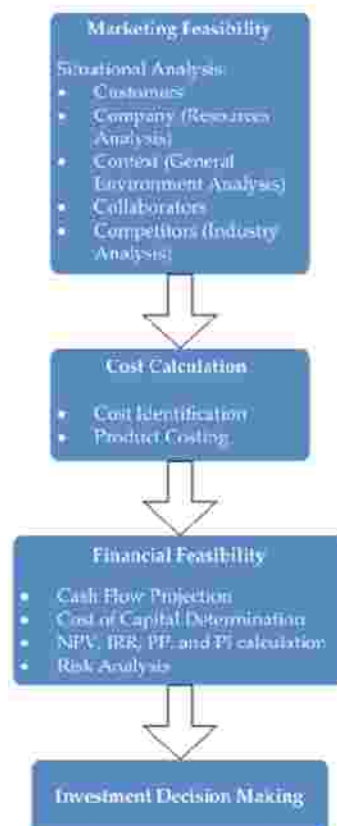 Marketing Feasibility
Situational Analysis:
• Customers
• Company (Resources
Analysis)
• Context (General
Environment Analysis)
• Collaborators
• Competitors (Industry
Analysis)
Cost Calculation
• Cost Identification
• Product Costing
Financial Feasibility
• Cash Flow Projection
• Cost of Capital Determination
• NPV, IRR, PP, and PI calculation
• Risk Analysis
Investment Decision Making